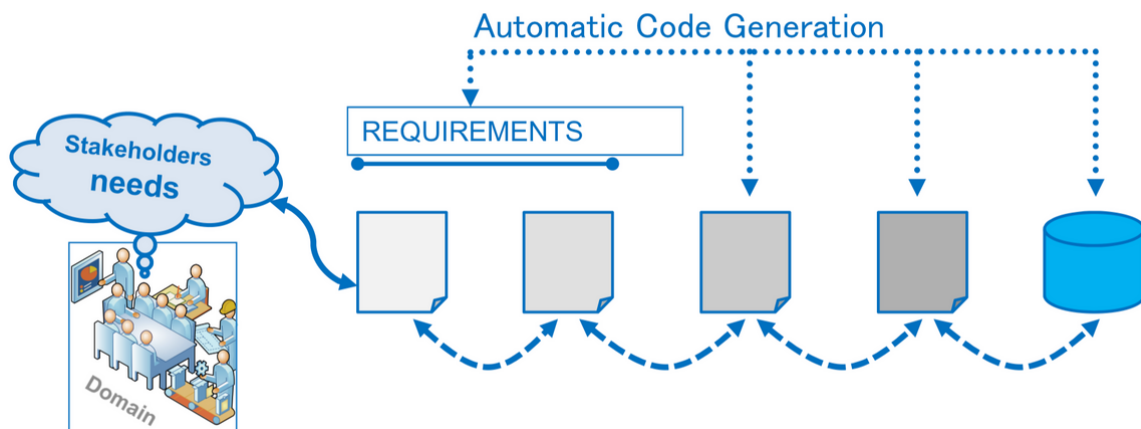 Automatic Code Generation
REQUIREMENTS
Stakeholders
needs
Domain